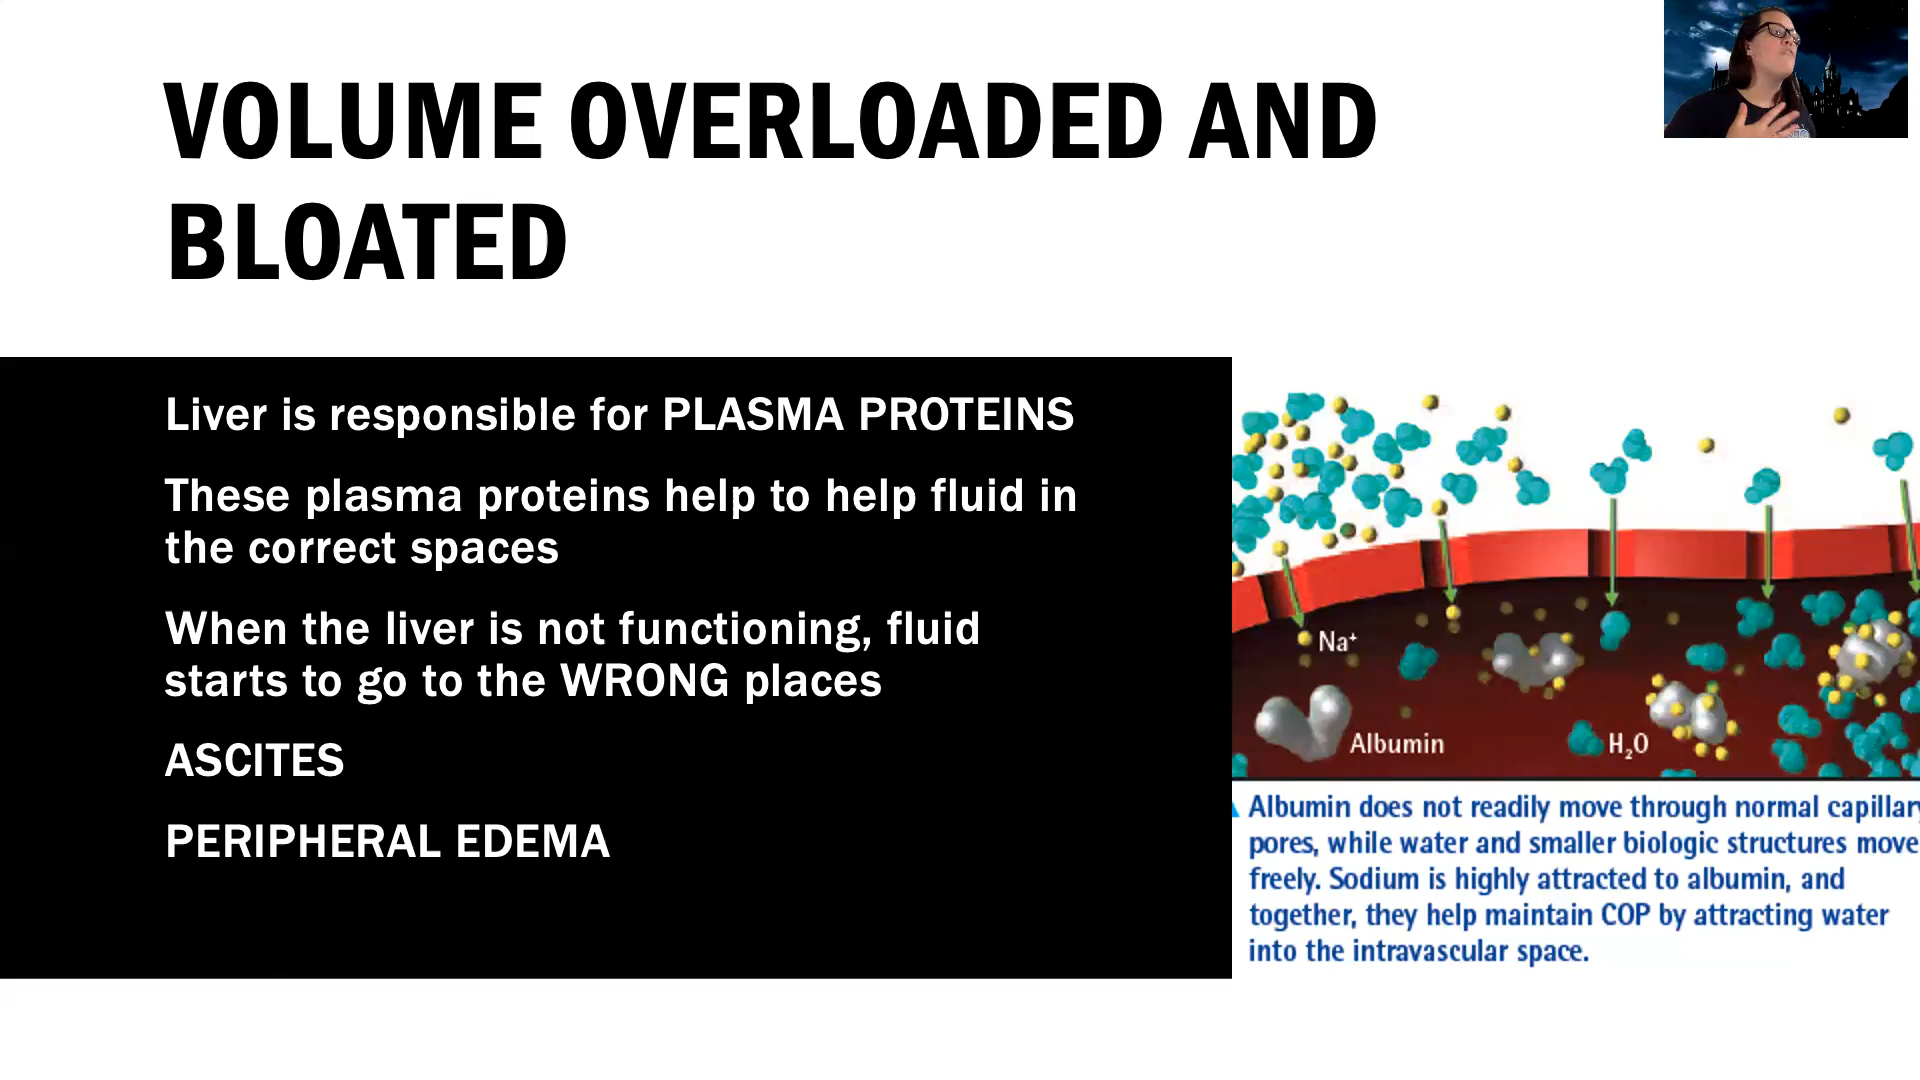 VOLUME OVERLOADED AND
BLOATED
Liver is responsible for PLASMA PROTEINS
These plasma proteins help to help fluid in
the correct spaces
When the liver is not functioning, fluid
starts to go to the WRONG places
ASCITES
PERIPHERAL EDEMA
Na⁺
Albumin
H₂O
Albumin does not readily move through normal capillary
pores, while water and smaller biologic structures move
freely. Sodium is highly attracted to albumin, and
together, they help maintain COP by attracting water
into the intravascular space.